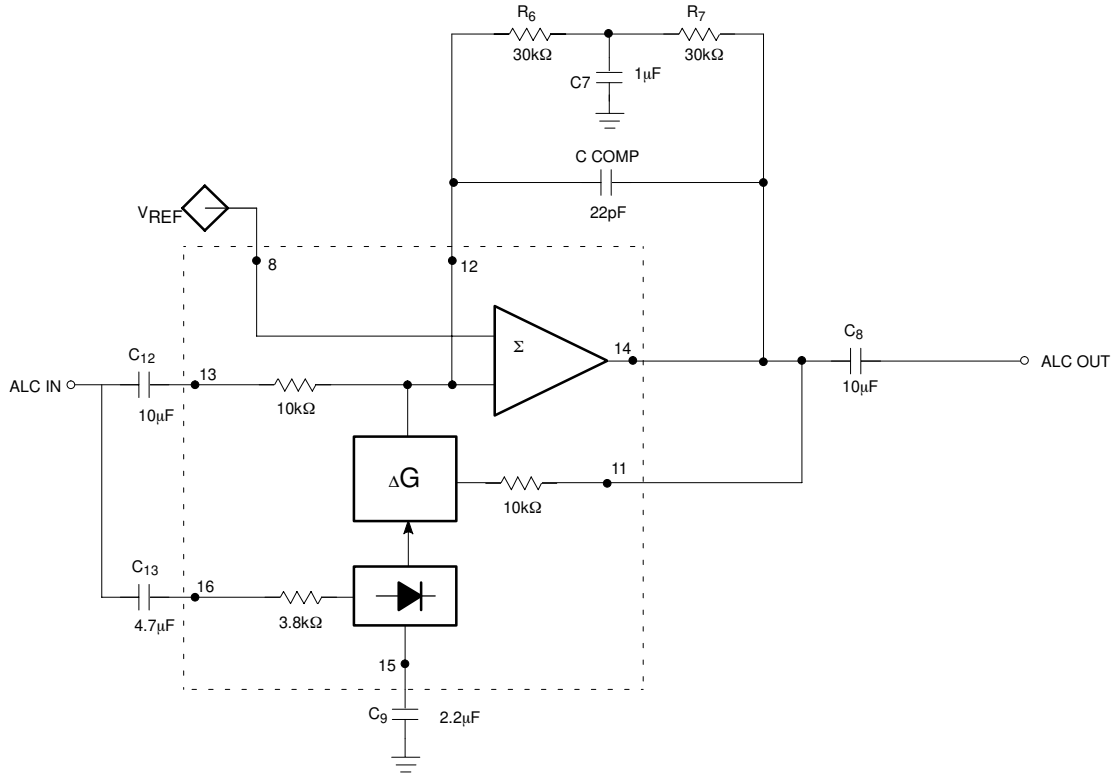 R6
R7
30kΩ
30kΩ
C7
1μF
C COMP
22pF
VREF
8
12
Σ
14
C8
10μF
ALC OUT
C12
ALC IN
13
10μF
10kΩ
ΔG
11
10kΩ
C13
16
4.7μF
3.8kΩ
15
C9
2.2μF